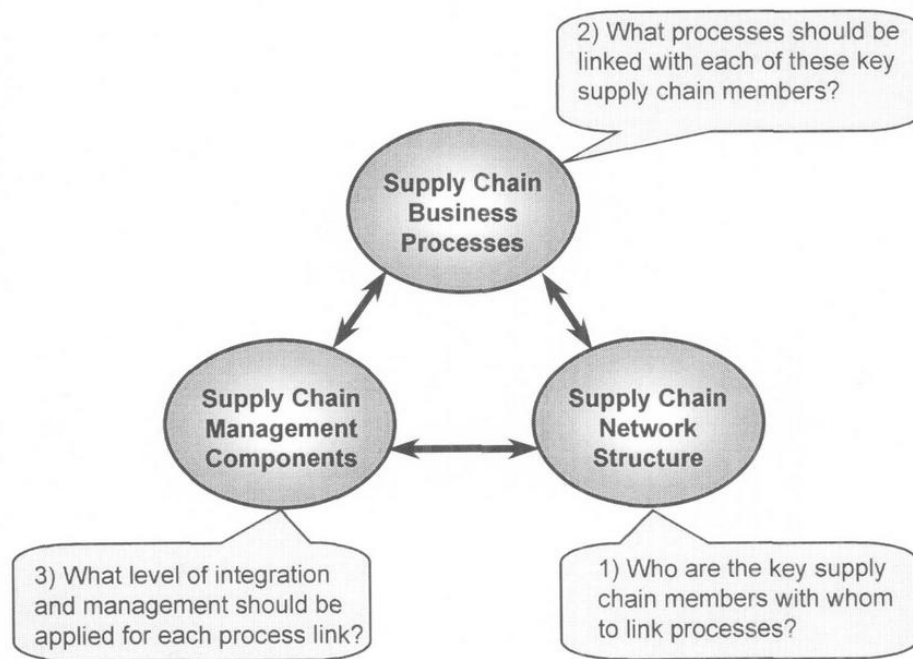 2) What processes should be
linked with each of these key
supply chain members?
Supply Chain
Business
Processes
Supply Chain
Management
Components
Supply Chain
Network
Structure
3) What level of integration
and management should be
applied for each process link?
1) Who are the key supply
chain members with whom
to link processes?